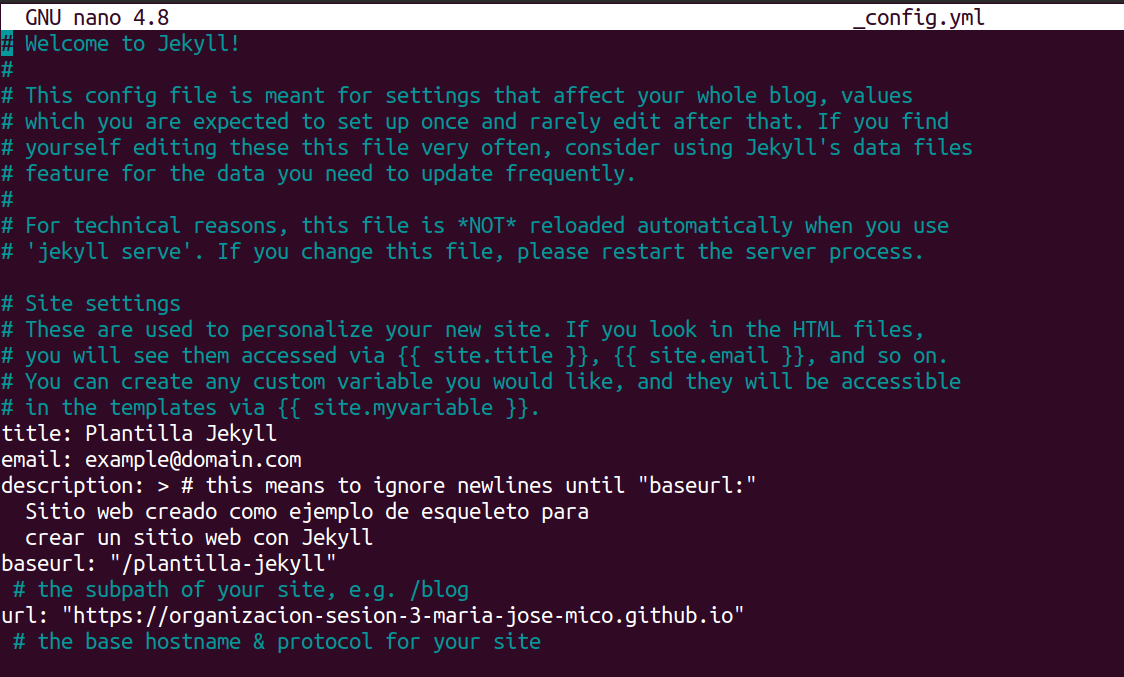 GNU nano 4.8 _config.yml
# Welcome to Jekyll!
#
# This config file is meant for settings that affect your whole blog, values
# which you are expected to set up once and rarely edit after that. If you find
# yourself editing these this file very often, consider using Jekyll's data files
# feature for the data you need to update frequently.
#
# For technical reasons, this file is *NOT* reloaded automatically when you use
# 'jekyll serve'. If you change this file, please restart the server process.

# Site settings
# These are used to personalize your new site. If you look in the HTML files,
# you will see them accessed via {{ site.title }}, {{ site.email }}, and so on.
# You can create any custom variable you would like, and they will be accessible
# in the templates via {{ site.myvariable }}.
title: Plantilla Jekyll
email: example@domain.com
description: > # this means to ignore newlines until "baseurl:"
  Sitio web creado como ejemplo de esqueleto para
  crear un sitio web con Jekyll
baseurl: "/plantilla-jekyll"
 # the subpath of your site, e.g. /blog
url: "https://organizacion-sesion-3-maria-jose-mico.github.io"
 # the base hostname & protocol for your site